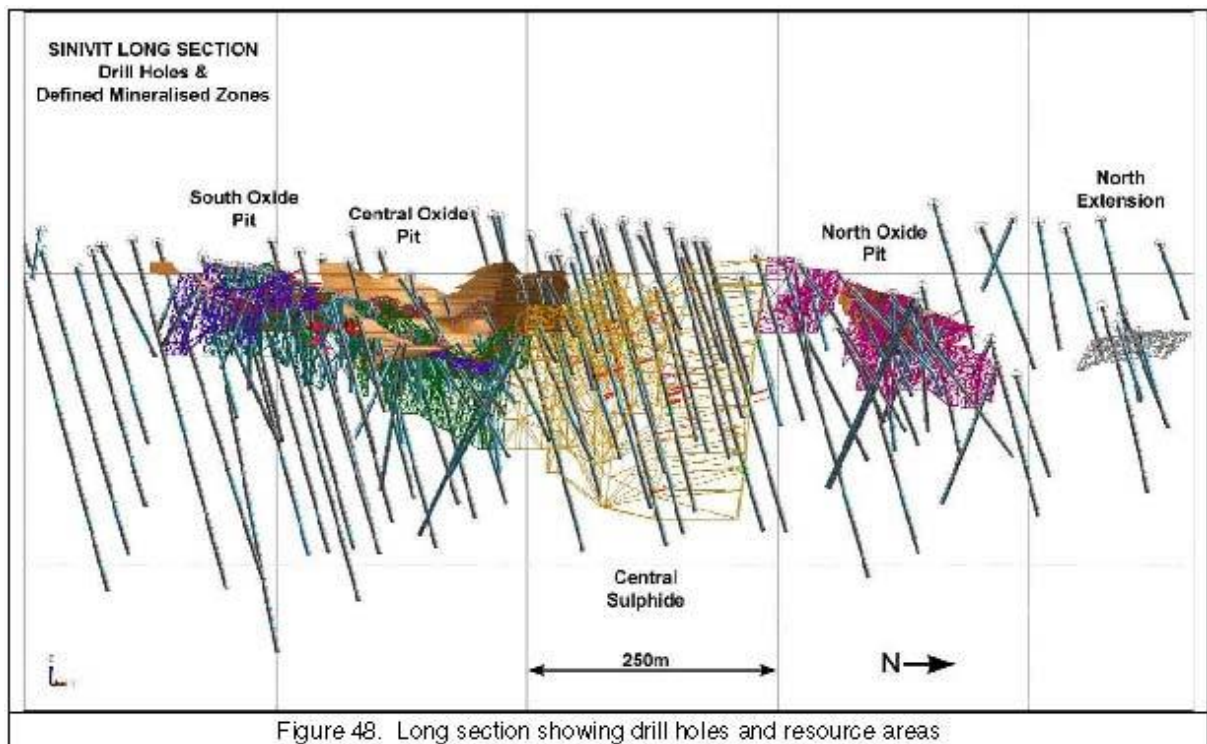 SINIVIT LONG SECTION
Drill Holes &
Defined Mineralised Zones
South Oxide
Pit
Central Oxide
Pit
North Oxide
Pit
North
Extension
Central
Sulphide
250m
N
Figure 48. Long section showing drill holes and resource areas